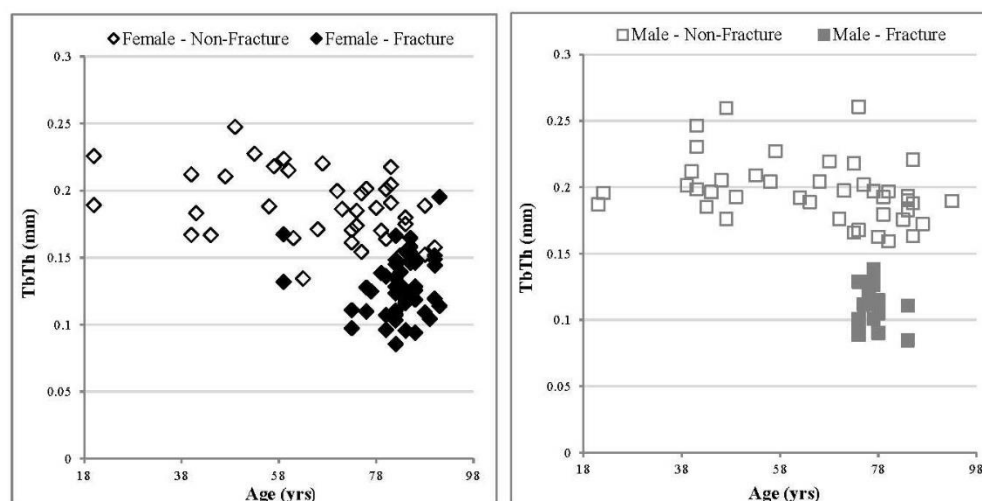 Female - Non-Fracture Female - Fracture
0.3
0.25
0.2
0.15
0.1
0.05
0
TbTh (mm)
18 38 58 78 98
Age (yrs)
Male - Non-Fracture Male - Fracture
0.3
0.25
0.2
0.15
0.1
0.05
0
TbTh (mm)
18 38 58 78 98
Age (yrs)